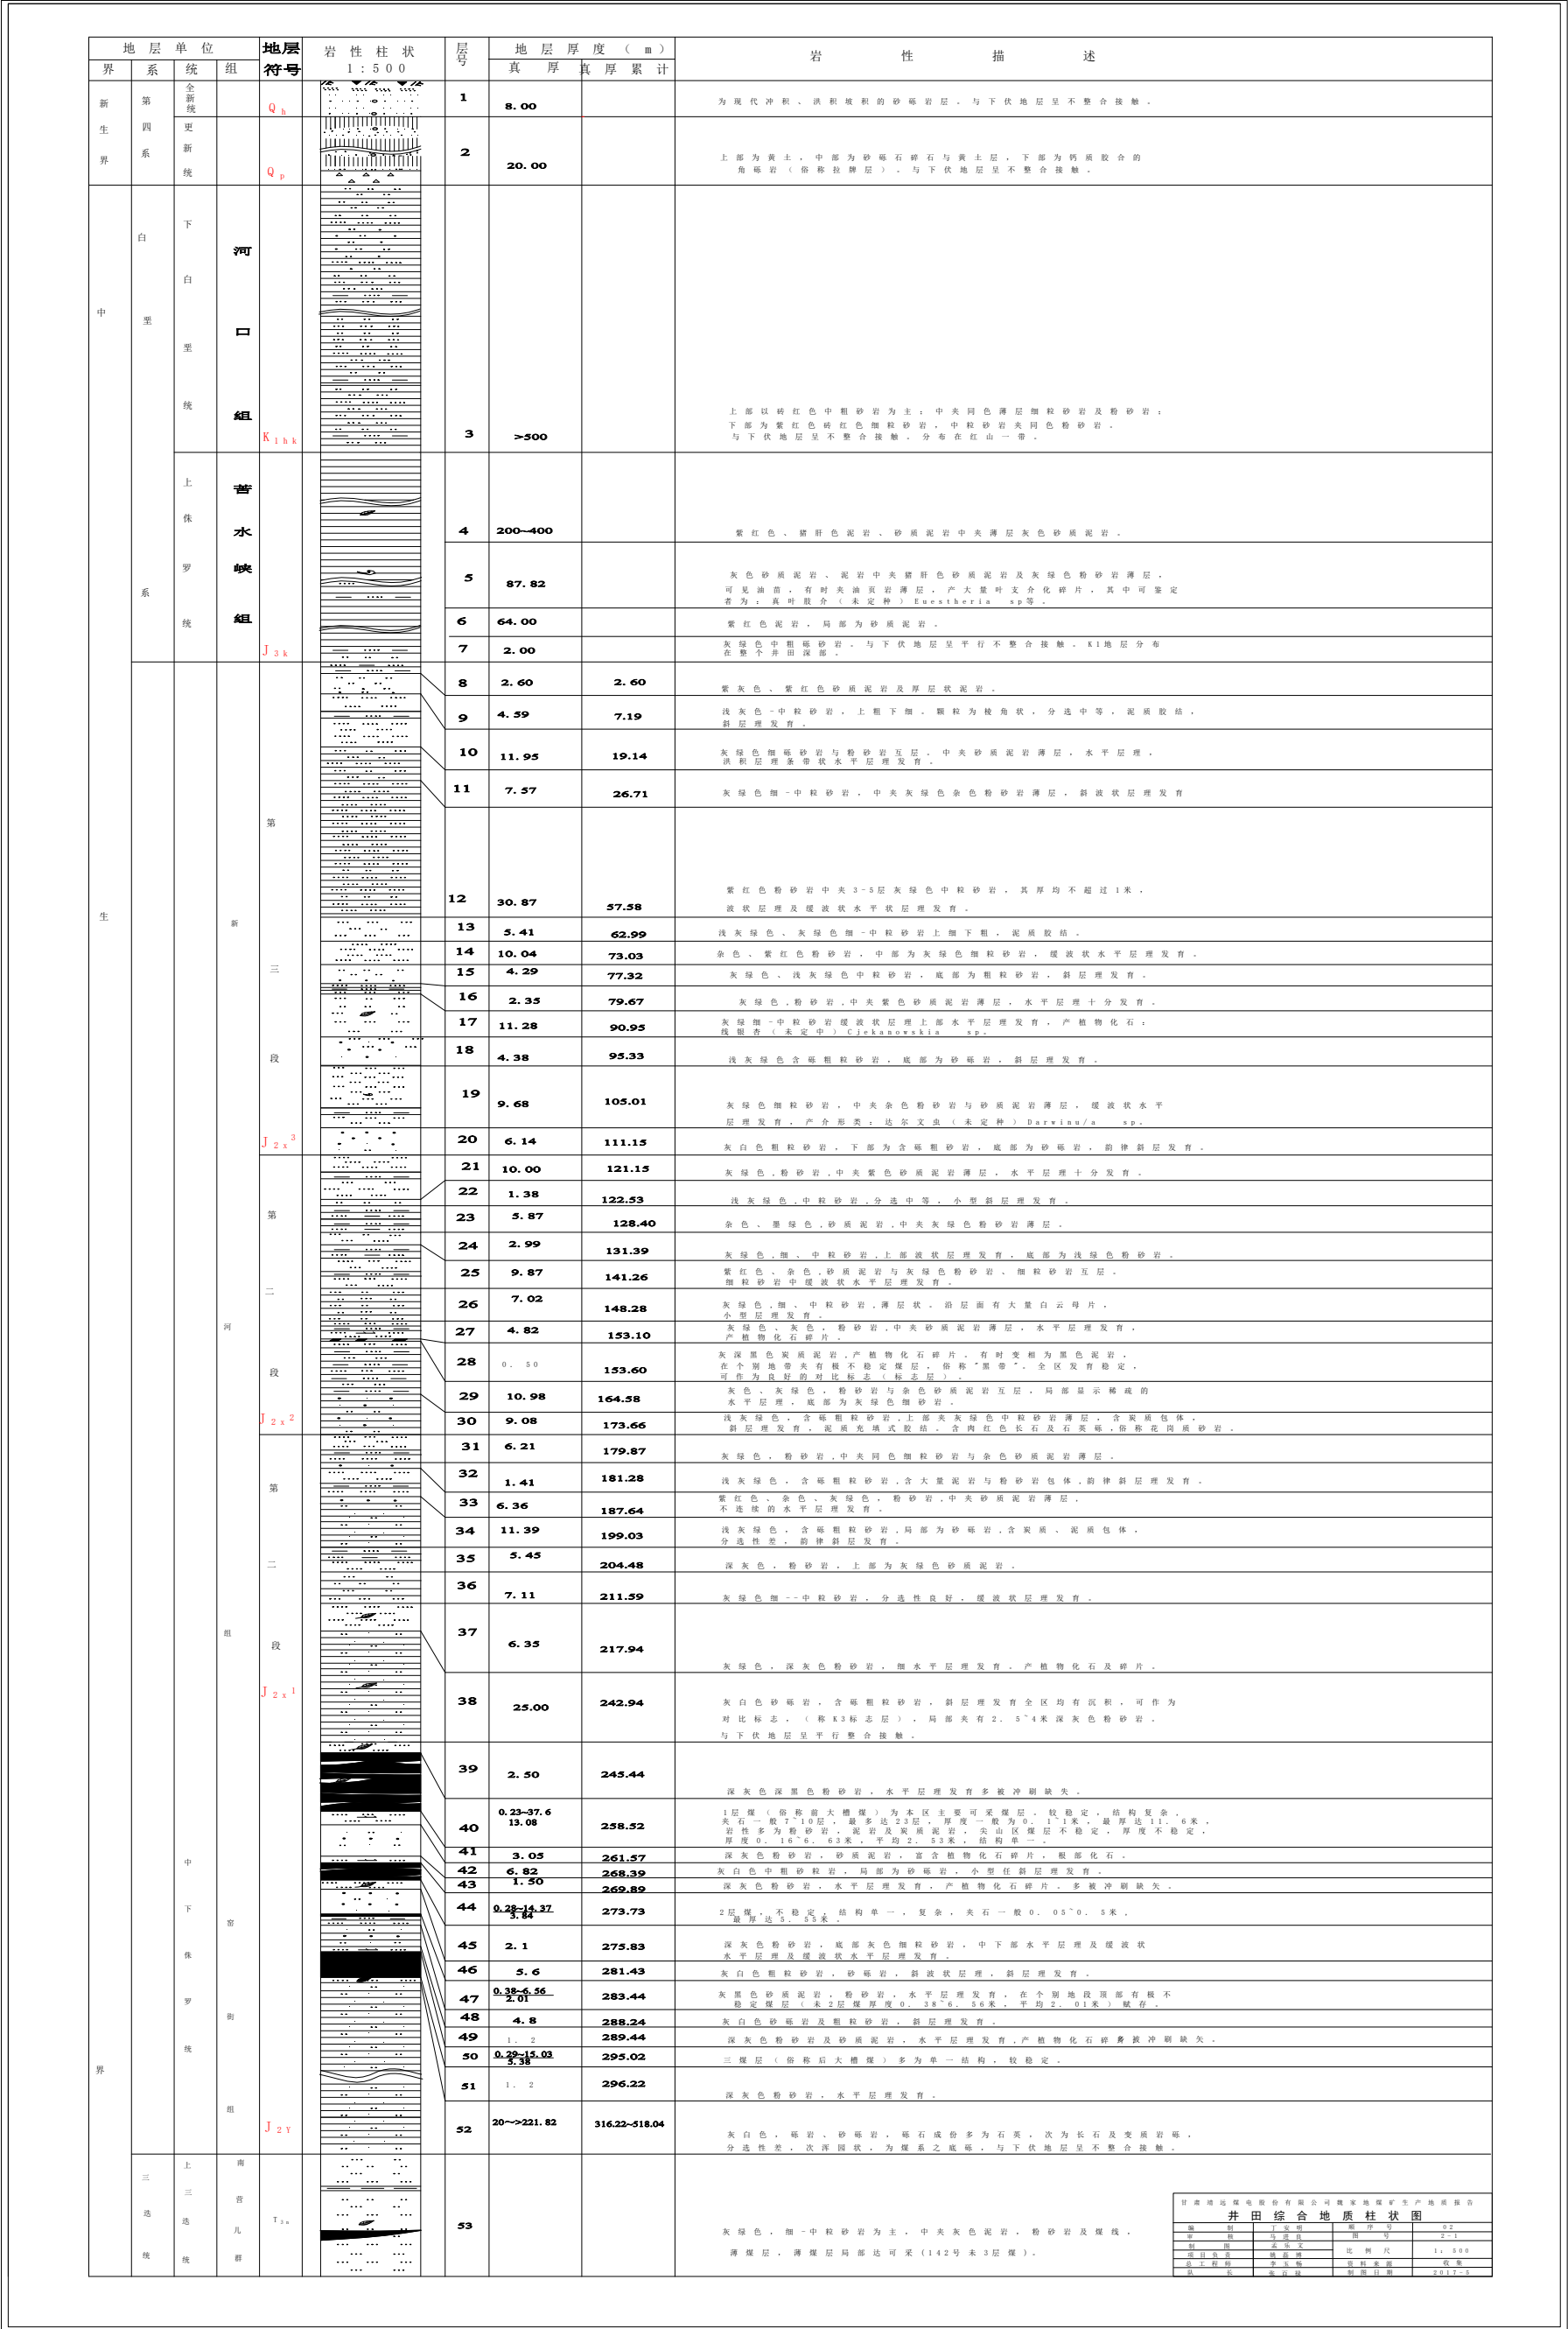 地层单位 地层符号 岩性柱状 1:500 层号 地层厚度(m) 岩性描述
界 系 统 组 真厚 真厚累计
新生界 第四系 全新统 Qh 1 8.00 为现代冲积、洪积坡积的砂砾岩层、与下伏地层呈不整合接触。
更新统 Qp 2 20.00 上部为黄土，中部为砂砾石碎石与黄土层，下部为钙质胶合的
角砾岩(俗称拉牌层)。与下伏地层呈不整合接触。
中生界 白垩系 下白垩统 河口组 K1hk 3 >500 上部以砖红色中粗砂岩为主；中夹同色薄层细粒砂岩及粉砂岩；
下部为紫红色砖红色细粒砂岩，中粒砂岩夹同色粉砂岩。
与下伏地层呈不整合接触。分布在红山一带。
上侏罗统 苦水峡组 J3k
4 200~400 紫红色、猪肝色泥岩、砂质泥岩中夹薄层灰色砂质泥岩。
5 87.82 灰色砂质泥岩、泥岩中夹猪肝色砂质泥岩及灰绿色粉砂岩薄层，
可见油苗，有时夹油页岩薄层，产大量叶支介化碎片，其中可鉴定
者为：真叶肢介(未定种)Euestheria sp等。
6 64.00 紫红色泥岩，局部为砂质泥岩。
7 2.00 灰绿色中粗砾砂岩。与下伏地层呈平行不整合接触。K1地层分布
在整个井田深部。
新河组 第三段 J2x3
8 2.60 2.60 紫灰色、紫红色砂质泥岩及厚层状泥岩。
9 4.59 7.19 浅灰色-中粒砂岩，上粗下细。颗粒为棱角状，分选中等，泥质胶结，
斜层理发育。
10 11.95 19.14 灰绿色细砾砂岩与粉砂岩互层。中夹砂质泥岩薄层，水平层理，
洪积层理条带状水平层理发育。
11 7.57 26.71 灰绿色细-中粒砂岩，中夹灰绿色杂色粉砂岩薄层，斜波状层理发育
12 30.87 57.58 紫红色粉砂岩中夹3-5层灰绿色中粒砂岩，其厚均不超过1米，
波状层理及缓波状水平状层理发育。
13 5.41 62.99 浅灰绿色、灰绿色细-中粒砂岩上细下粗，泥质胶结。
14 10.04 73.03 杂色、紫红色粉砂岩，中部为灰绿色细粒砂岩，缓波状水平层理发育。
15 4.29 77.32 灰绿色、浅灰绿色中粒砂岩，底部为粗粒砂岩，斜层理发育。
16 2.35 79.67 灰绿色,粉砂岩,中夹紫色砂质泥岩薄层，水平层理十分发育。
17 11.28 90.95 灰绿细-中粒砂岩缓波状层理上部水平层理发育，产植物化石：
线银杏(未定中)Cjekanowskia sp。
18 4.38 95.33 浅灰绿色含砾粗粒砂岩，底部为砂砾岩，斜层理发育。
19 9.68 105.01 灰绿色细粒砂岩，中夹杂色粉砂岩与砂质泥岩薄层，缓波状水平
层理发育，产介形类：达尔文虫(未定种)Darwinu/a sp。
20 6.14 111.15 灰白色粗粒砂岩，下部为含砾粗砂岩，底部为砂砾岩，韵律斜层发育。
第二段 J2x2
21 10.00 121.15 灰绿色,粉砂岩,中夹紫色砂质泥岩薄层，水平层理十分发育。
22 1.38 122.53 浅灰绿色,中粒砂岩,分选中等，小型斜层理发育。
23 5.87 128.40 杂色、墨绿色,砂质泥岩,中夹灰绿色粉砂岩薄层。
24 2.99 131.39 灰绿色,细、中粒砂岩,上部波状层理发育，底部为浅绿色粉砂岩。
25 9.87 141.26 紫红色、杂色,砂质泥岩与灰绿色粉砂岩、细粒砂岩互层。
细粒砂岩中缓波状水平层理发育。
26 7.02 148.28 灰绿色,细、中粒砂岩,薄层状。沿层面有大量白云母片，
小型层理发育。
27 4.82 153.10 灰绿色、灰色，粉砂岩,中夹砂质泥岩薄层，水平层理发育，
产植物化石碎片。
28 0.50 153.60 灰深黑色炭质泥岩,产植物化石碎片。有时变相为黑色泥岩，
在个别地带夹有极不稳定煤层，俗称"黑带"。全区发育稳定，
可作为良好的对比标志(标志层)。
29 10.98 164.58 灰色、灰绿色，粉砂岩与杂色砂质泥岩互层，局部显示稀疏的
水平层理，底部为灰绿色细砂岩。
30 9.08 173.66 浅灰绿色，含砾粗粒砂岩,上部夹灰绿色中粒砂岩薄层，含炭质包体，
斜层理发育，泥质充填式胶结。含肉红色长石及石英砾,俗称花岗质砂岩。
第二段 J2x1
31 6.21 179.87 灰绿色，粉砂岩,中夹同色细粒砂岩与杂色砂质泥岩薄层。
32 1.41 181.28 浅灰绿色，含砾粗粒砂岩,含大量泥岩与粉砂岩包体,韵律斜层理发育。
33 6.36 187.64 紫红色、杂色、灰绿色，粉砂岩,中夹砂质泥岩薄层，
不连续的水平层理发育。
34 11.39 199.03 浅灰绿色，含砾粗粒砂岩,局部为砂砾岩,含炭质、泥质包体，
分选性差，韵律斜层发育。
35 5.45 204.48 深灰色，粉砂岩，上部为灰绿色砂质泥岩。
36 7.11 211.59 灰绿色细--中粒砂岩，分选性良好，缓波状层理发育。
37 6.35 217.94 灰绿色，深灰色粉砂岩，细水平层理发育。产植物化石及碎片。
38 25.00 242.94 灰白色砂砾岩，含砾粗粒砂岩，斜层理发育全区均有沉积，可作为
对比标志，(称K3标志层)，局部夹有2.5~4米深灰色粉砂岩。
与下伏地层呈平行整合接触。
中下侏罗统 窑街组 J2Y
39 2.50 245.44 深灰色深黑色粉砂岩，水平层理发育多被冲刷缺失。
40 0.23~37.6 13.08 258.52 1层煤(俗称前大槽煤)为本区主要可采煤层。较稳定，结构复杂，
夹石一般7~10层，最多达23层，厚度一般为0.1~1米，最厚达11.6米，
岩性多为粉砂岩，泥岩及炭质泥岩，尖山区煤层不稳定，厚度不稳定，
厚度0.16~6.63米，平均2.53米，结构单一。
41 3.05 261.57 深灰色粉砂岩，砂质泥岩，富含植物化石碎片，根部化石。
42 6.82 268.39 灰白色中粗砂粒岩，局部为砂砾岩，小型任斜层理发育。
43 1.50 269.89 深灰色粉砂岩，水平层理发育，产植物化石碎片。多被冲刷缺矢。
44 0.28~14.37 3.84 273.73 2层煤，不稳定，结构单一，复杂，夹石一般0.05~0.5米，
最厚达5.55米。
45 2.1 275.83 深灰色粉砂岩，底部灰色细粒砂岩，中下部水平层理及缓波状
水平层理及缓波状水平层理发育。
46 5.6 281.43 灰白色粗粒砂岩，砂砾岩，斜波状层理，斜层理发育。
47 0.38~6.56 2.01 283.44 灰黑色砂质泥岩，粉砂岩，水平层理发育，在个别地段顶部有极不
稳定煤层(未2层煤厚度0.38~6.56米，平均2.01米)赋存。
48 4.8 288.24 灰白色砂砾岩及粗粒砂岩，斜层理发育。
49 1.2 289.44 深灰色粉砂岩及砂质泥岩，水平层理发育,产植物化石碎 被冲刷缺矢。
50 0.29~15.03 5.38 295.02 三煤层(俗称后大槽煤)多为单一结构，较稳定。
51 1.2 296.22 深灰色粉砂岩，水平层理发育。
52 20~>221.82 316.22~518.04 灰白色，砾岩、砂砾岩，砾石成份多为石英，次为长石及变质岩砾，
分选性差，次浑园状，为煤系之底砾，与下伏地层呈不整合接触。
三迭统 上三迭统 南营儿群 53 灰绿色，细-中粒砂岩为主，中夹灰色泥岩，粉砂岩及煤线，
薄煤层，薄煤层局部达可采(142号未3层煤)。
甘肃靖远煤电股份有限公司魏家地煤矿生产地质报告
井田综合地质柱状图
编制 顺序号 02
审核 图号 2-1
制图 孟乐文 比例尺 1:500
项目负责
总工程师 李玉畅 资料来源 收集
队长 制图日期 2017-5